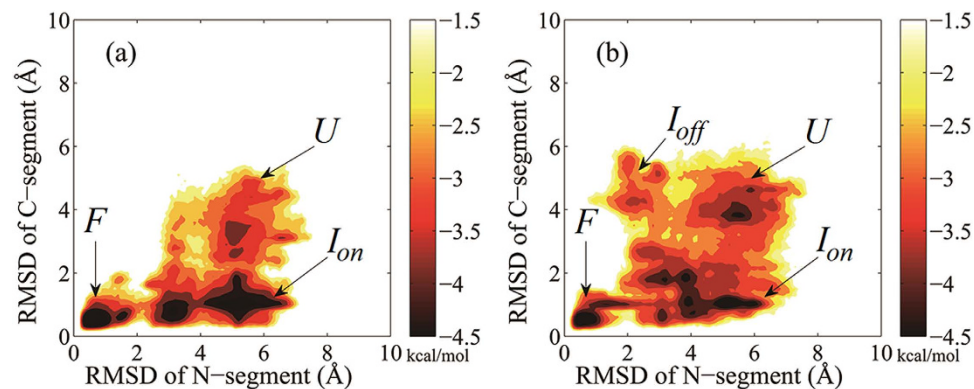 (a)
RMSD of C−segment (Å)
10
8
6
4
2
0
F
U
I_on
0 2 4 6 8 10
RMSD of N−segment (Å)
−1.5
−2
−2.5
−3
−3.5
−4
−4.5
kcal/mol
(b)
RMSD of C−segment (Å)
10
8
6
4
2
0
F
I_off
U
I_on
0 2 4 6 8 10
RMSD of N−segment (Å)
−1.5
−2
−2.5
−3
−3.5
−4
−4.5
kcal/mol